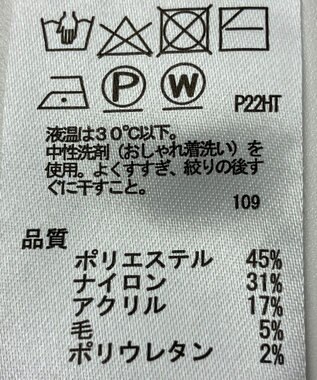 P W P22HT
液温は30℃以下。
中性洗剤（おしゃれ着洗い）を
使用。よくすすぎ、絞りの後す
ぐに干すこと。
109
品質
ポリエステル 45%
ナイロン 31%
アクリル 17%
毛 5%
ポリウレタン 2%